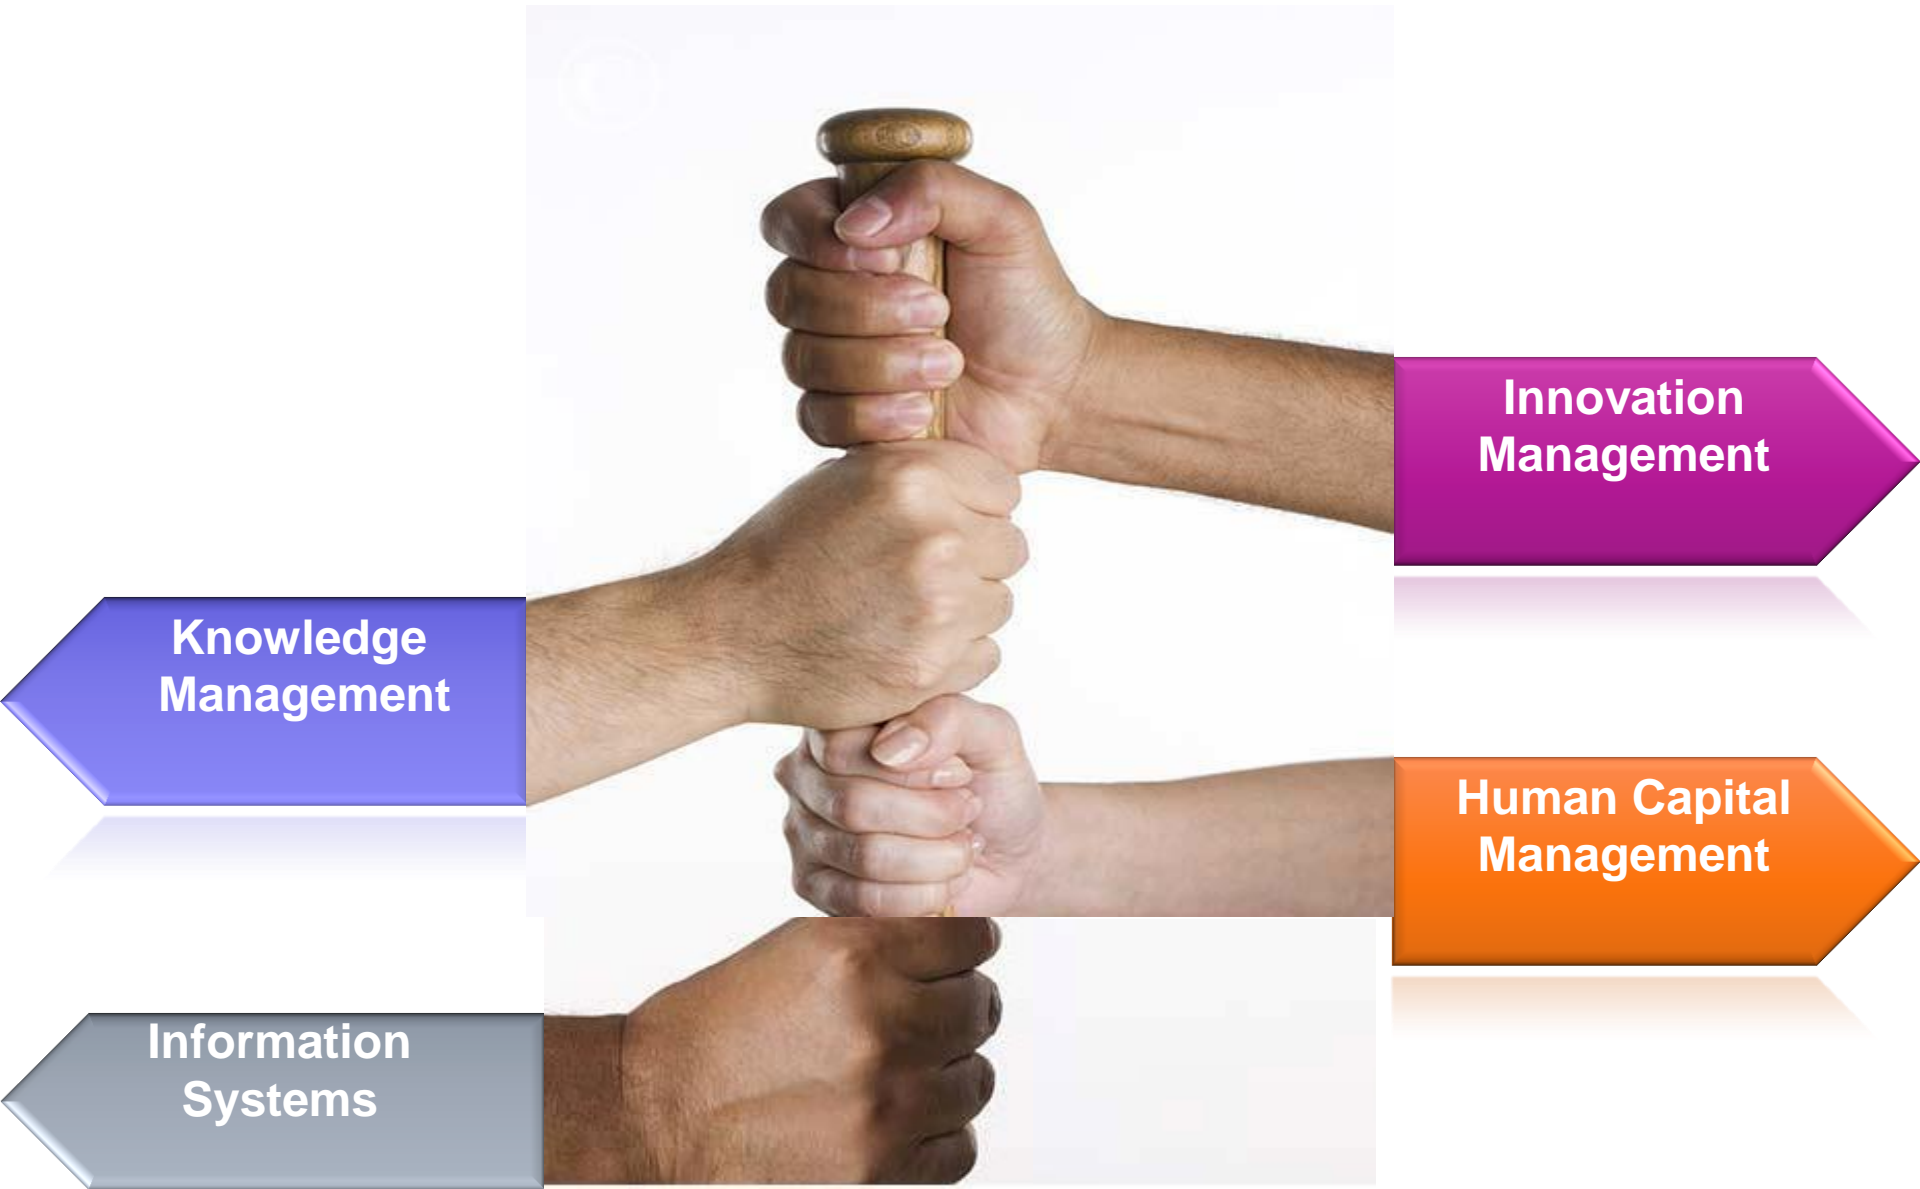 Innovation
Management
Knowledge
Management
Human Capital
Management
Information
Systems